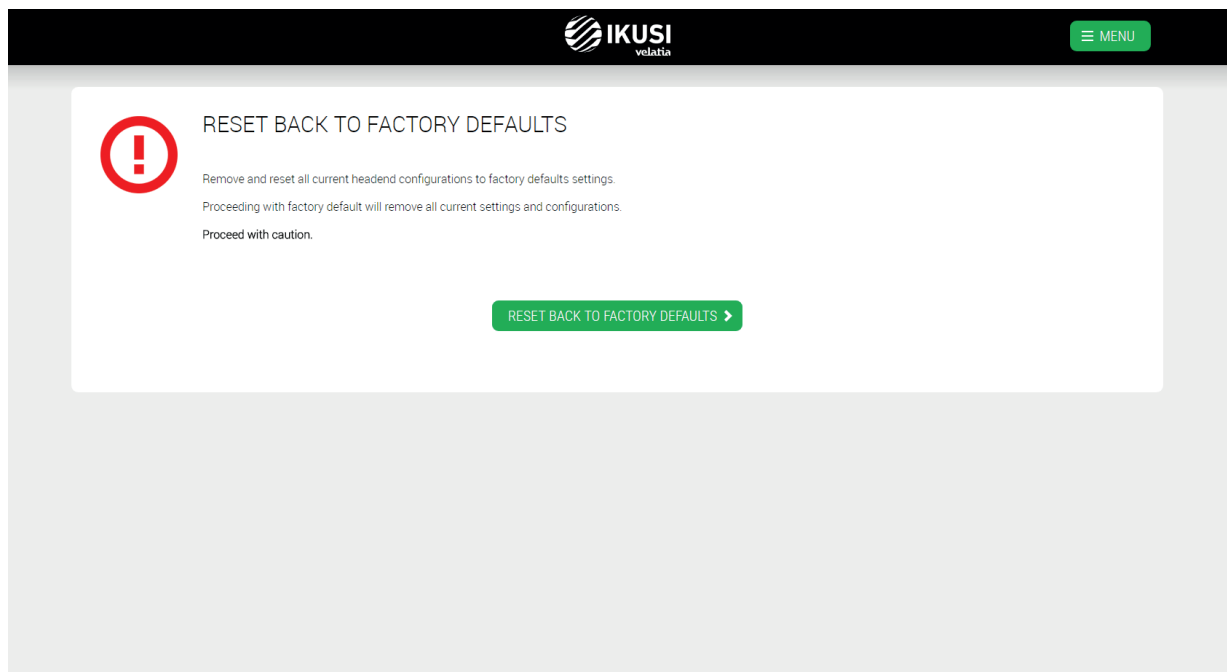 IKUSI
velatia
☰ MENU
RESET BACK TO FACTORY DEFAULTS
Remove and reset all current headend configurations to factory defaults settings.
Proceeding with factory default will remove all current settings and configurations.
Proceed with caution.
RESET BACK TO FACTORY DEFAULTS